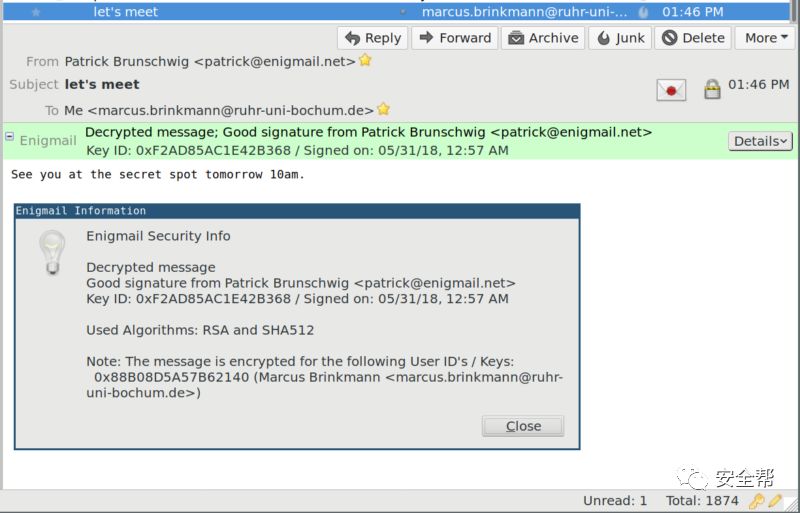 let's meet marcus.brinkmann@ruhr-uni-... 01:46 PM
Reply Forward Archive Junk Delete More
From Patrick Brunschwig <patrick@enigmail.net>
Subject let's meet 01:46 PM
To Me <marcus.brinkmann@ruhr-uni-bochum.de>
Enigmail Decrypted message; Good signature from Patrick Brunschwig <patrick@enigmail.net>
Key ID: 0xF2AD85AC1E42B368 / Signed on: 05/31/18, 12:57 AM Details
See you at the secret spot tomorrow 10am.
Enigmail Information
Enigmail Security Info
Decrypted message
Good signature from Patrick Brunschwig <patrick@enigmail.net>
Key ID: 0xF2AD85AC1E42B368 / Signed on: 05/31/18, 12:57 AM
Used Algorithms: RSA and SHA512
Note: The message is encrypted for the following User ID's / Keys:
0x88B08D5A57B62140 (Marcus Brinkmann <marcus.brinkmann@ruhr-
uni-bochum.de>)
Close
安全帮
Unread: 1 Total: 1874